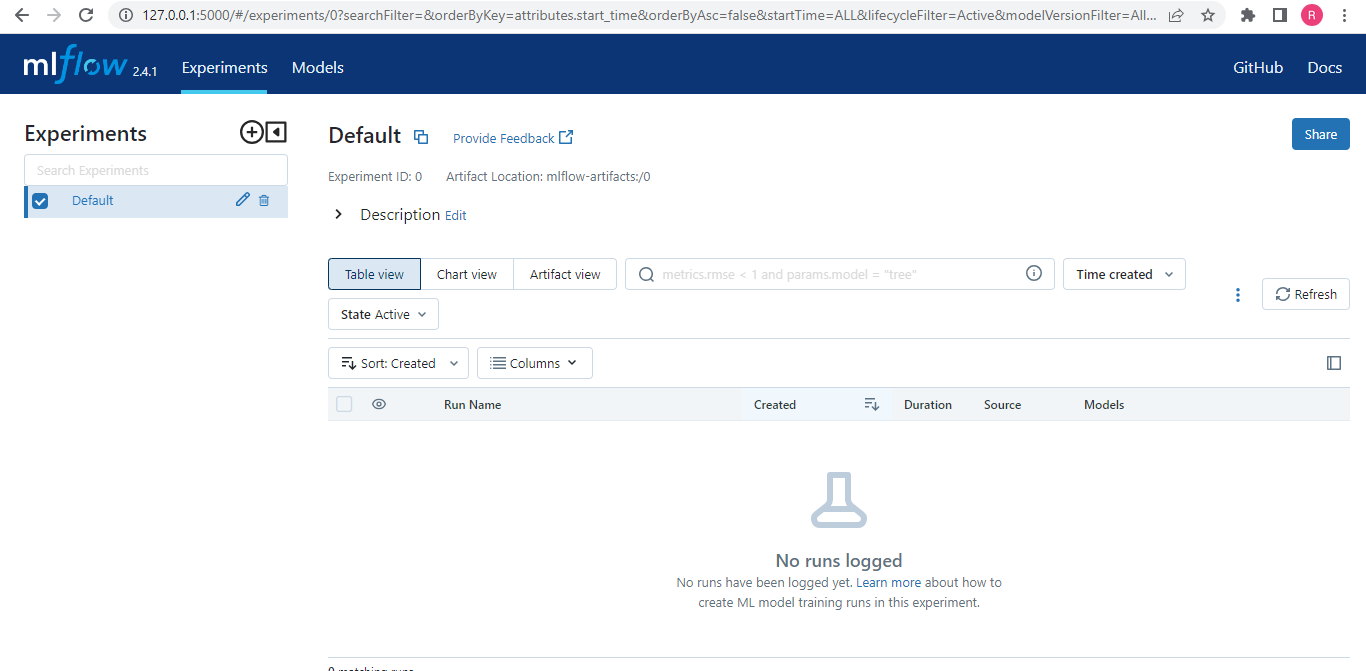 127.0.0.1:5000/#/experiments/0?searchFilter=&orderByKey=attributes.start_time&orderByAsc=false&startTime=ALL&lifecycleFilter=Active&modelVersionFilter=All...
R
mlflow 2.4.1 Experiments Models GitHub Docs
Experiments
Search Experiments
Default
Default Provide Feedback Share
Experiment ID: 0 Artifact Location: mlflow-artifacts:/0
Description Edit
Table view Chart view Artifact view metrics.rmse < 1 and params.model = "tree" Time created
Refresh
State Active
Sort: Created Columns
Run Name Created Duration Source Models
No runs logged
No runs have been logged yet. Learn more about how to
create ML model training runs in this experiment.
0 matching runs